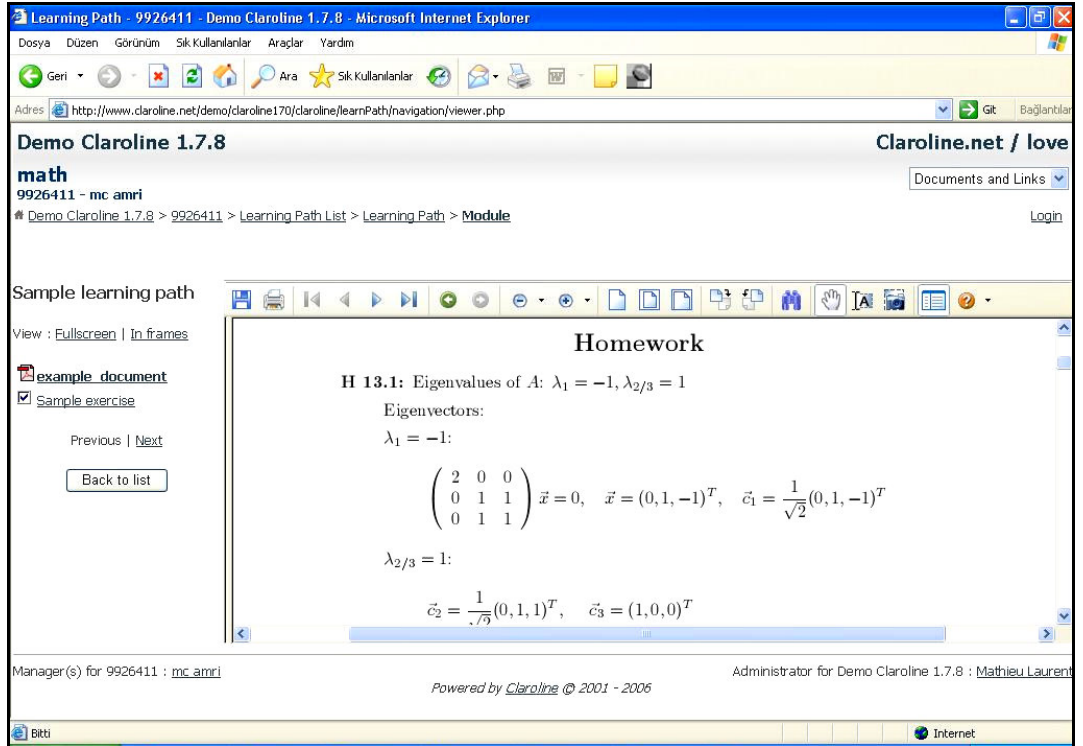 Learning Path - 9926411 - Demo Claroline 1.7.8 - Microsoft Internet Explorer
Dosya Düzen Görünüm Sık Kullanılanlar Araçlar Yardım
Geri Ara Sık Kullanılanlar
Adres http://www.claroline.net/demo/claroline170/claroline/learnPath/navigation/viewer.php Git Bağlantılar
Demo Claroline 1.7.8 Claroline.net / love
math
9926411 - mc amri Documents and Links
Demo Claroline 1.7.8 > 9926411 > Learning Path List > Learning Path > Module Login
Sample learning path
View : Fullscreen | In frames
example_document
Sample exercise
Previous | Next
Back to list
Homework
H 13.1: Eigenvalues of A: λ₁ = −1, λ₂/₃ = 1
Eigenvectors:
λ₁ = −1:
( 2 0 0
0 1 1
0 1 1 ) x⃗ = 0, x⃗ = (0, 1, −1)ᵀ, c⃗₁ = 1/√2 (0, 1, −1)ᵀ
λ₂/₃ = 1:
c⃗₂ = 1/√2 (0, 1, 1)ᵀ, c⃗₃ = (1, 0, 0)ᵀ
Manager(s) for 9926411 : mc amri
Administrator for Demo Claroline 1.7.8 : Mathieu Laurent
Powered by Claroline © 2001 - 2006
Bitti Internet